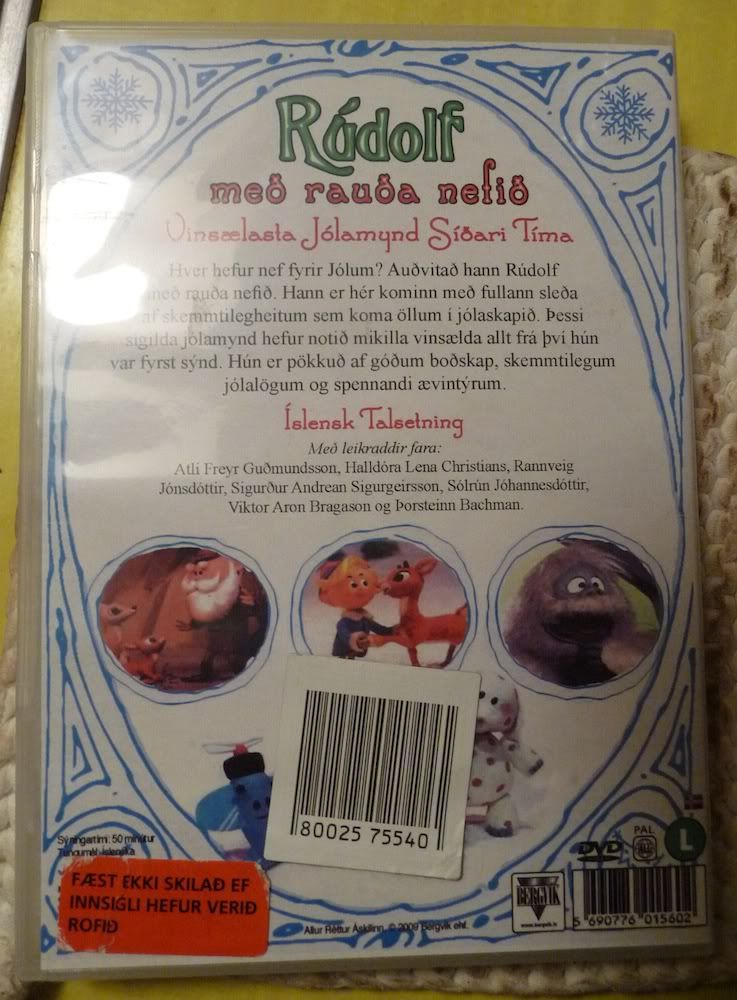 Rúdolf
með rauða nefið
Vinsælasta Jólamynd Síðari Tíma
Hver hefur nef fyrir Jólum? Auðvitað hann Rúdolf
með rauða nefið. Hann er hér kominn með fullann sleða
af skemmtilegheitum sem koma öllum í jólaskapið. Þessi
sígilda jólamynd hefur notið mikilla vinsælda allt frá því hún
var fyrst sýnd. Hún er pökkuð af góðum boðskap, skemmtilegum
jólalögum og spennandi ævintýrum.
Íslensk Talsetning
Með leikraddir fara:
Atli Freyr Guðmundsson, Halldóra Lena Christians, Rannveig
Jónsdóttir, Sigurður Andrean Sigurgeirsson, Sólrún Jóhannesdóttir,
Viktor Aron Bragason og Þorsteinn Bachman.
80025 75540
Sýningartími: 50 mínútur
Tungumál: íslenska
FÆST EKKI SKILAÐ EF
INNSIGLI HEFUR VERIÐ
ROFIÐ
Allur Réttur Áskilinn. © 2009 Bergvík ehf.
DVD
PAL
L
BERGVÍK
www.bergvik.is
5 690776 015602